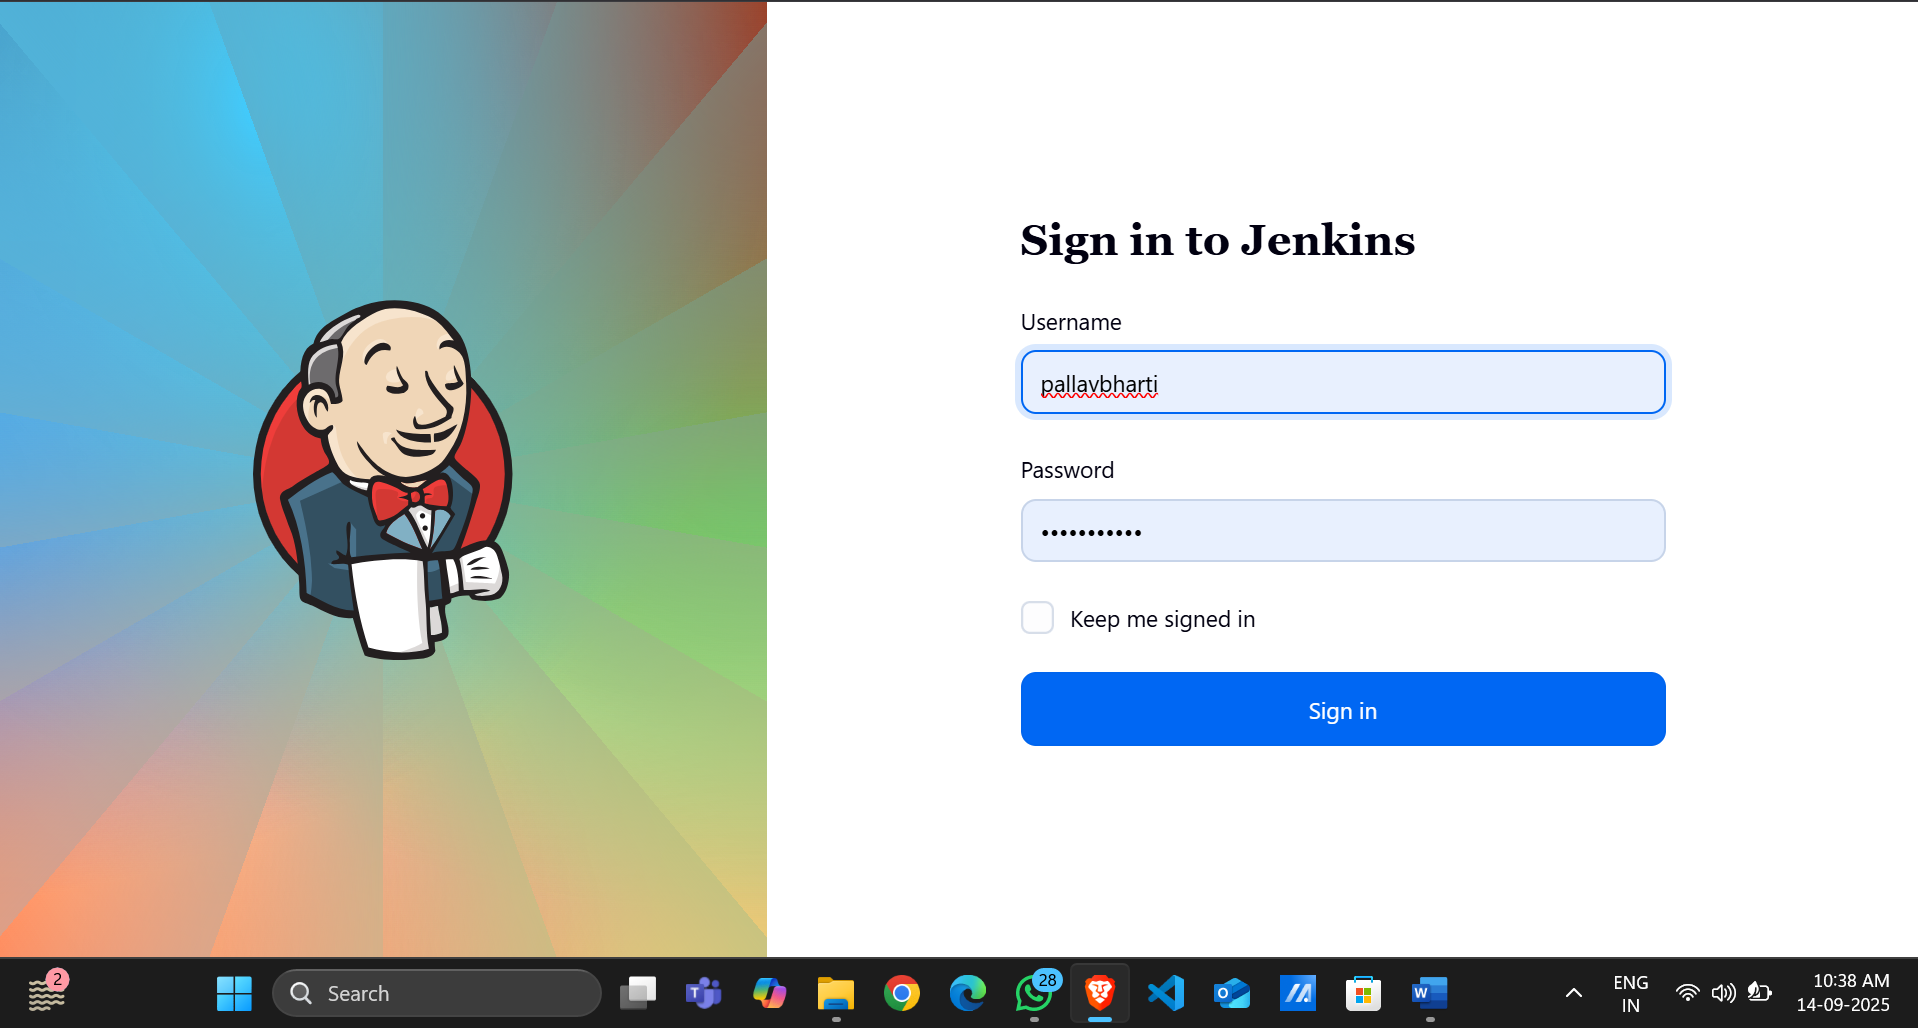 Sign in to Jenkins
Username
pallavbharti
Password
•••••••••••
Keep me signed in
Sign in
2
Search
T
28
O
W
ENG
IN
10:38 AM
14-09-2025